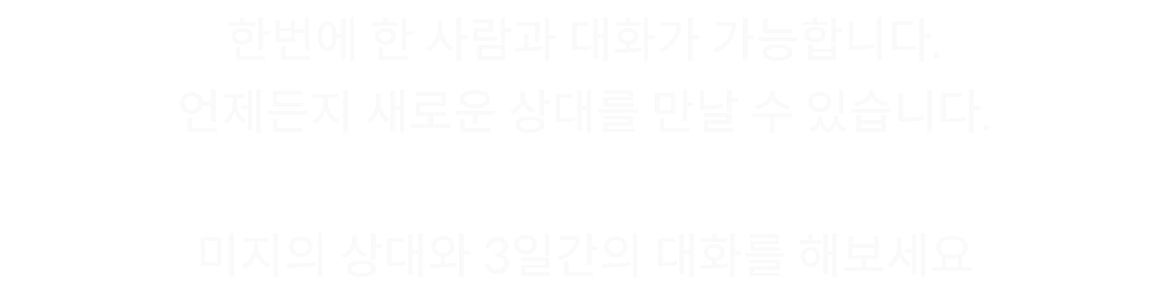 한번에 한 사람과 대화가 가능합니다.
언제든지 새로운 상대를 만날 수 있습니다.
미지의 상대와 3일간의 대화를 해보세요